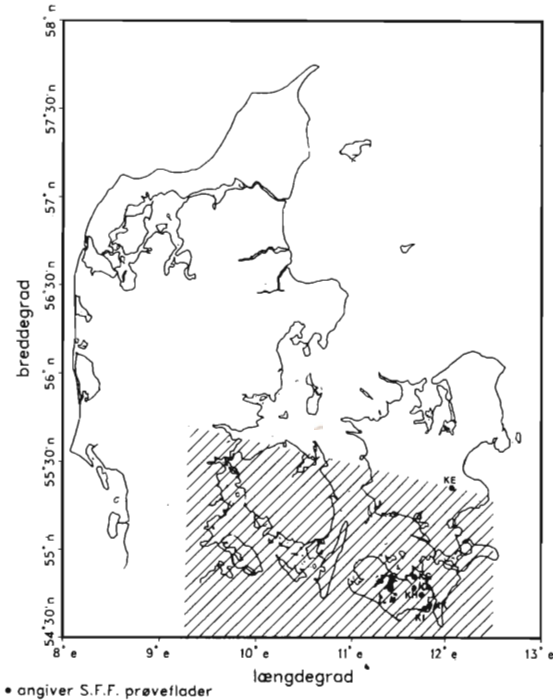 58° n
57°30' n
57° n
56°30' n
56° n
55°30' n
55° n
54°30' n
breddegrad
KE
KI
8° e
9° e
10° e
11° e
12° e
13° e
længdegrad
• angiver S.F.F. prøveflader